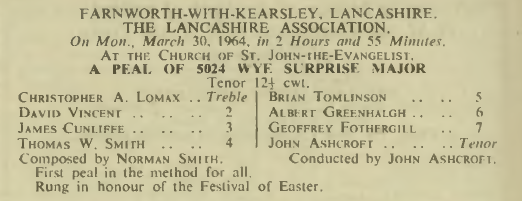 FARNWORTH-WITH-KEARSLEY, LANCASHIRE.
THE LANCASHIRE ASSOCIATION.
On Mon., March 30, 1964, in 2 Hours and 55 Minutes,
AT THE CHURCH OF ST. JOHN-THE-EVANGELIST,
A PEAL OF 5024 WYE SURPRISE MAJOR
Tenor 12½ cwt.
CHRISTOPHER A. LOMAX .. Treble
DAVID VINCENT .. .. .. 2
JAMES CUNLIFFE .. .. .. 3
THOMAS W. SMITH .. .. 4
BRIAN TOMLINSON .. .. 5
ALBERT GREENHALGH .. .. 6
GEOFFREY FOTHERGILL .. 7
JOHN ASHCROFT .. .. Tenor
Composed by NORMAN SMITH. Conducted by JOHN ASHCROFT.
First peal in the method for all.
Rung in honour of the Festival of Easter.